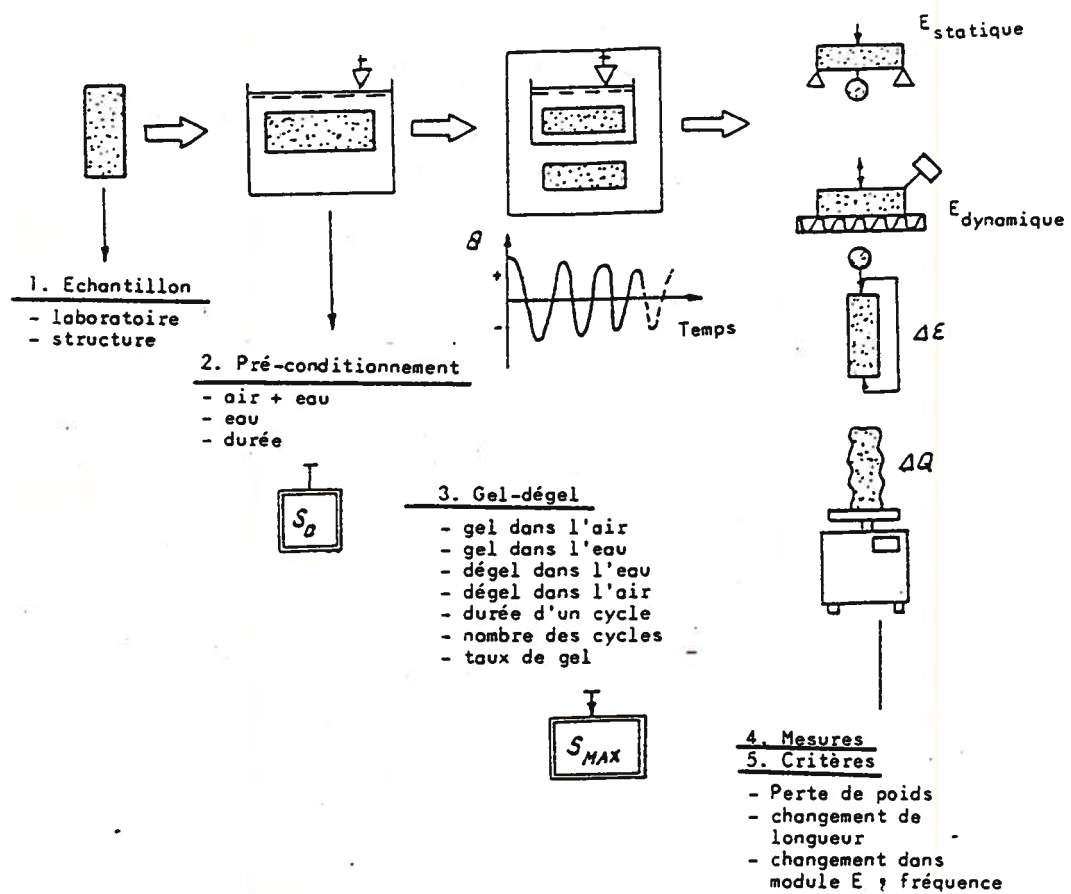 E statique
E dynamique
ΔE
ΔQ
θ
+
-
Temps
1. Echantillon
- laboratoire
- structure
2. Pré-conditionnement
- air + eau
- eau
- durée
3. Gel-dégel
- gel dans l'air
- gel dans l'eau
- dégel dans l'eau
- dégel dans l'air
- durée d'un cycle
- nombre des cycles
- taux de gel
S MAX
4. Mesures
5. Critères
- Perte de poids
- changement de
longueur
- changement dans
module E , fréquence